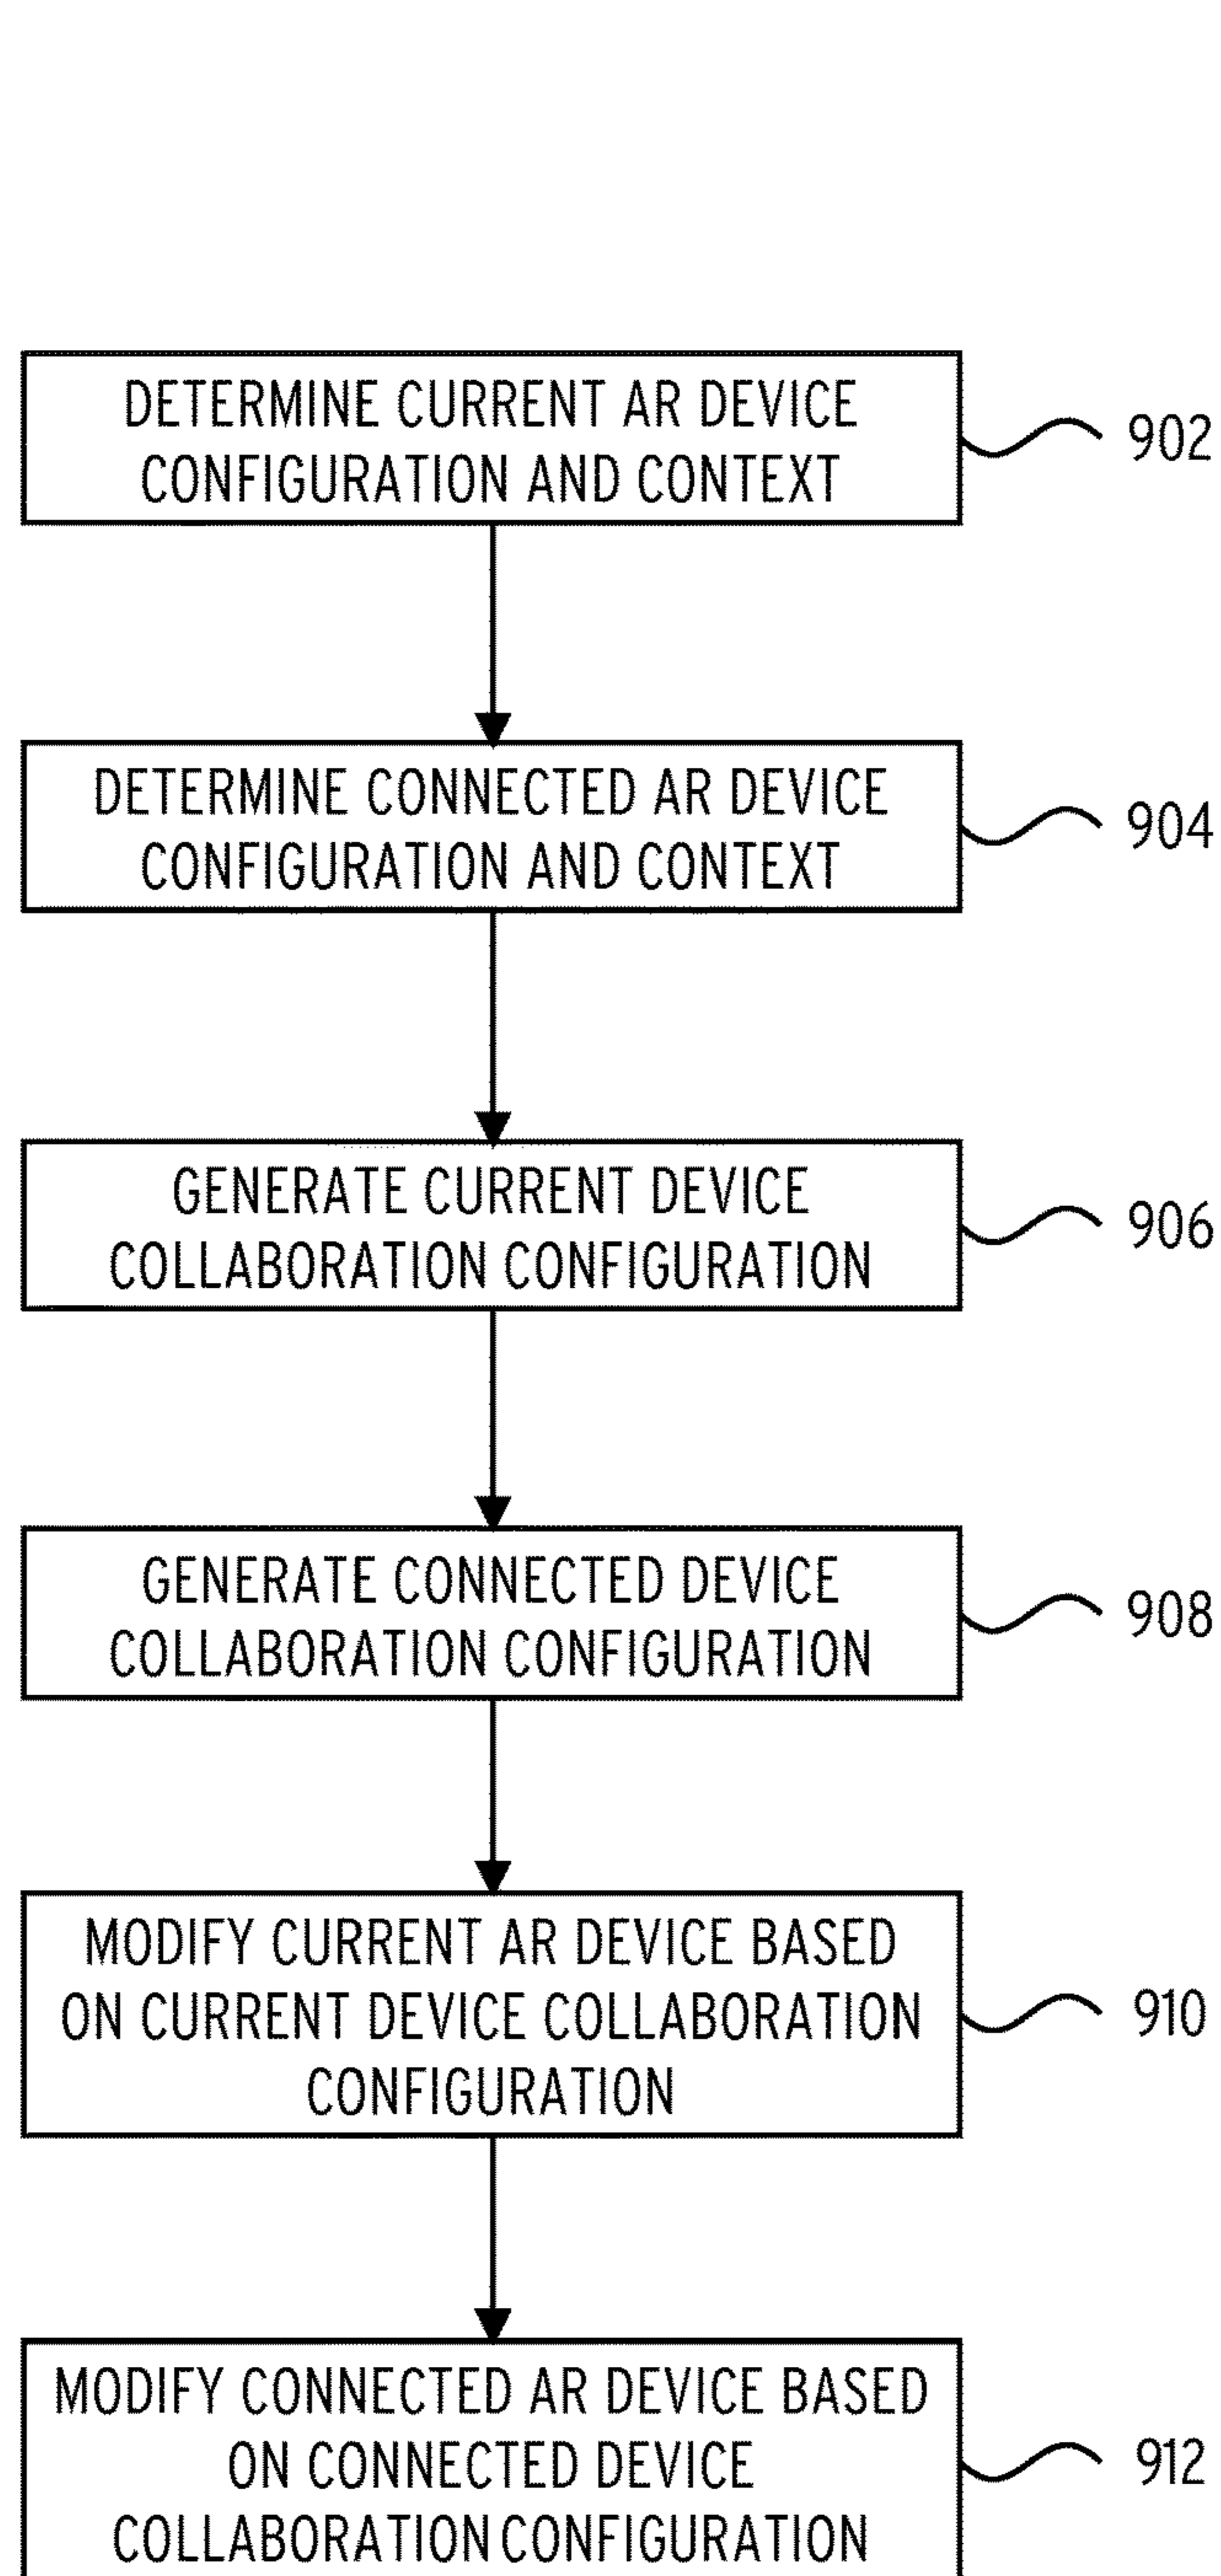 DETERMINE CURRENT AR DEVICE
CONFIGURATION AND CONTEXT
902
DETERMINE CONNECTED AR DEVICE
CONFIGURATION AND CONTEXT
904
GENERATE CURRENT DEVICE
COLLABORATION CONFIGURATION
906
GENERATE CONNECTED DEVICE
COLLABORATION CONFIGURATION
908
MODIFY CURRENT AR DEVICE BASED
ON CURRENT DEVICE COLLABORATION
CONFIGURATION
910
MODIFY CONNECTED AR DEVICE BASED
ON CONNECTED DEVICE
COLLABORATION CONFIGURATION
912